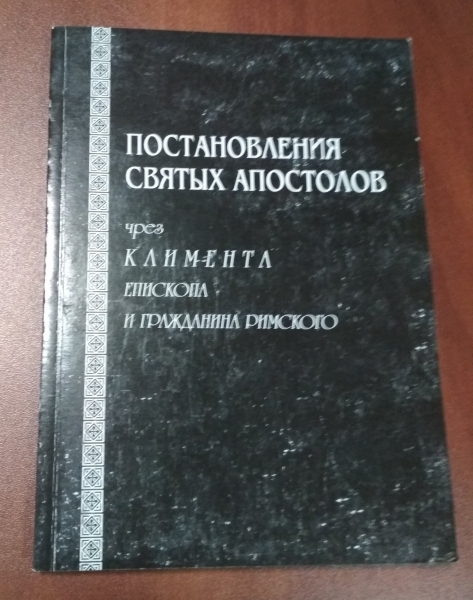 ПОСТАНОВЛЕНИЯ
СВЯТЫХ АПОСТОЛОВ
чрез
КЛИМЕНТА
ЕПИСКОПА
И ГРАЖДАНИНА РИМСКОГО